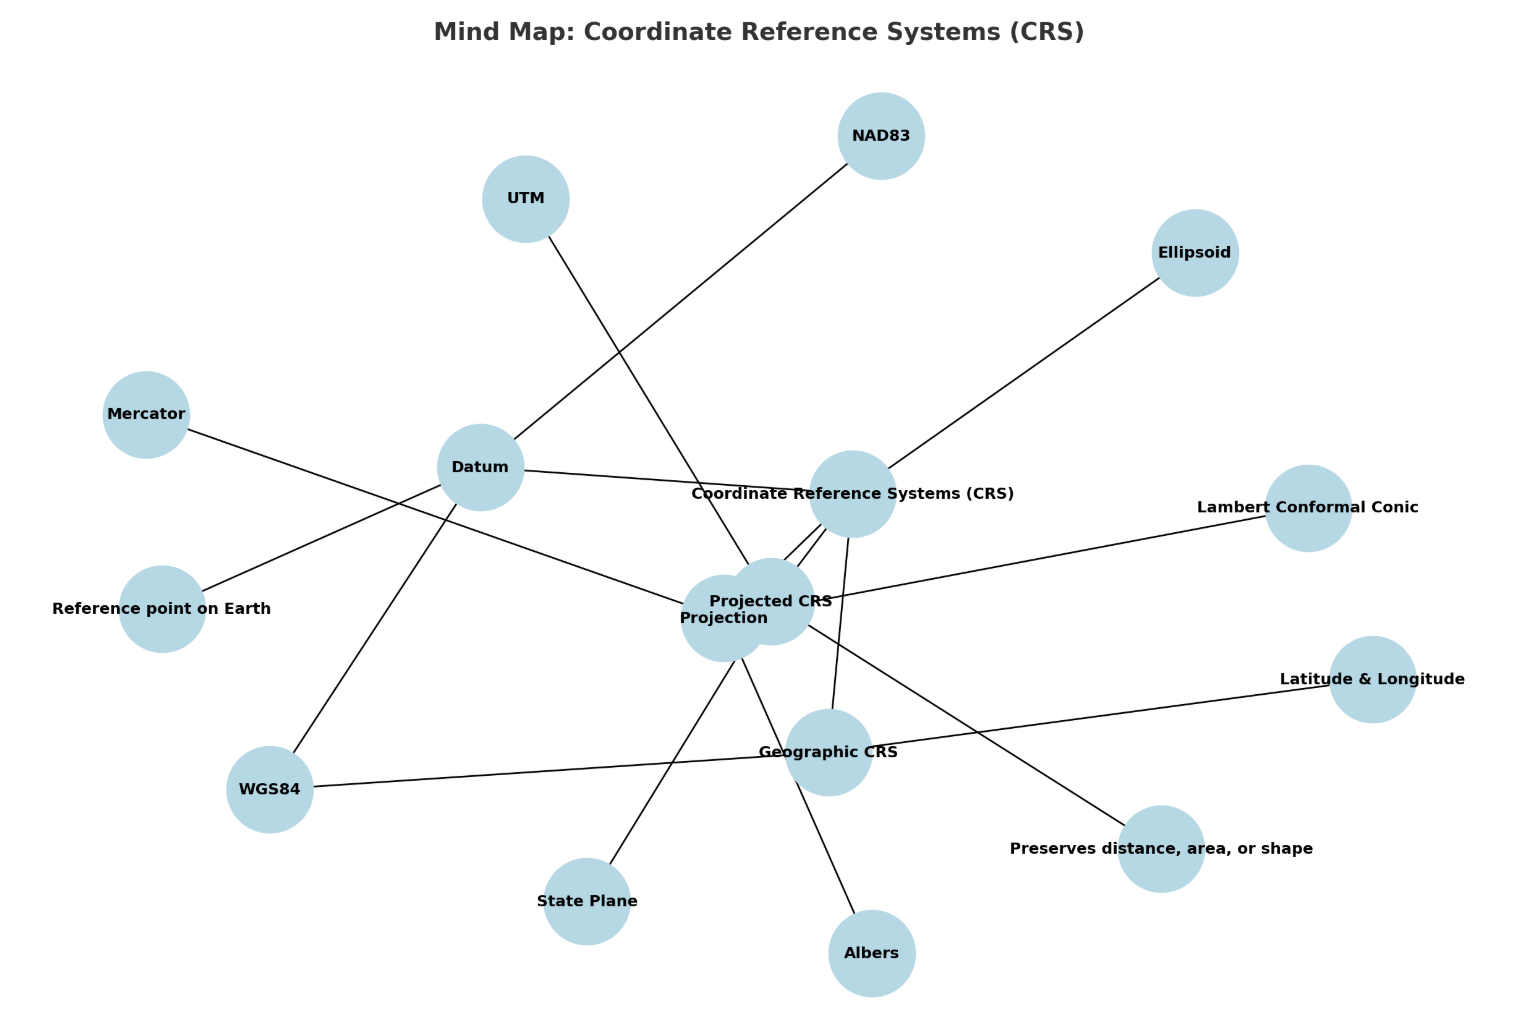 Mind Map: Coordinate Reference Systems (CRS)
NAD83
UTM
Ellipsoid
Mercator
Datum
Coordinate Reference Systems (CRS)
Lambert Conformal Conic
Reference point on Earth
Projected CRS
Projection
Latitude & Longitude
Geographic CRS
WGS84
Preserves distance, area, or shape
State Plane
Albers